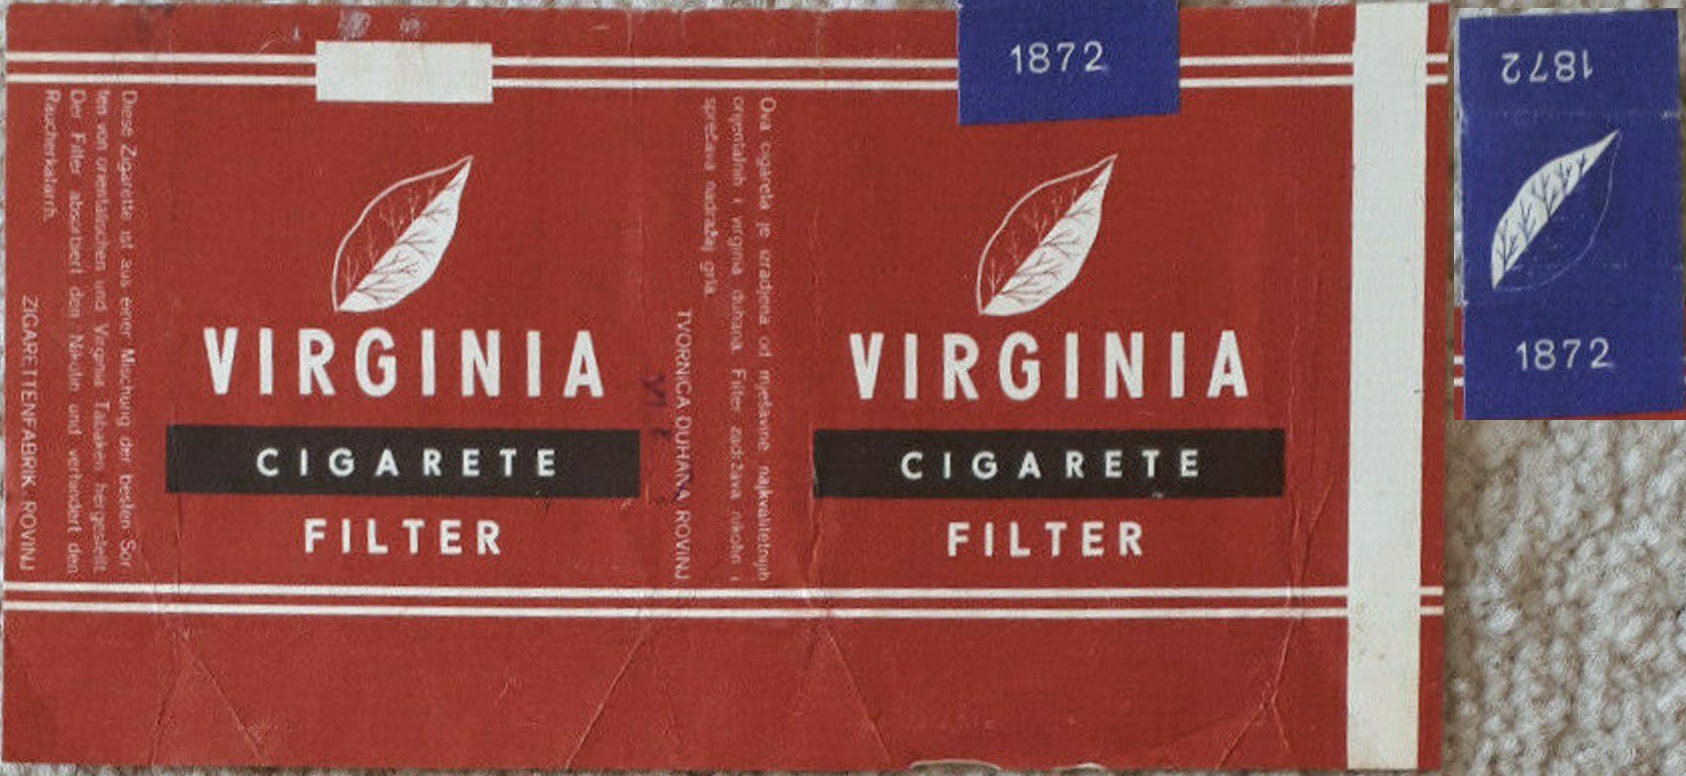 Diese Zigarette ist aus einer Mischung der besten Sor-
ten von orientalischen und Virginia Tabaken hergestellt
Der Filter absorbiert den Nikotin und verhindert den
Raucherkatarrh.
ZIGARETTENFABRIK ROVINJ
VIRGINIA
CIGARETE
FILTER
Ova cigareta je izradjena od mješavine najkvalitetnijih
orijentalnih i virginia duhana. Filter zadržava nikotin i
sprečava nadražaj grla.
TVORNICA DUHANA ROVINJ
1872
VIRGINIA
CIGARETE
FILTER
1872
1872